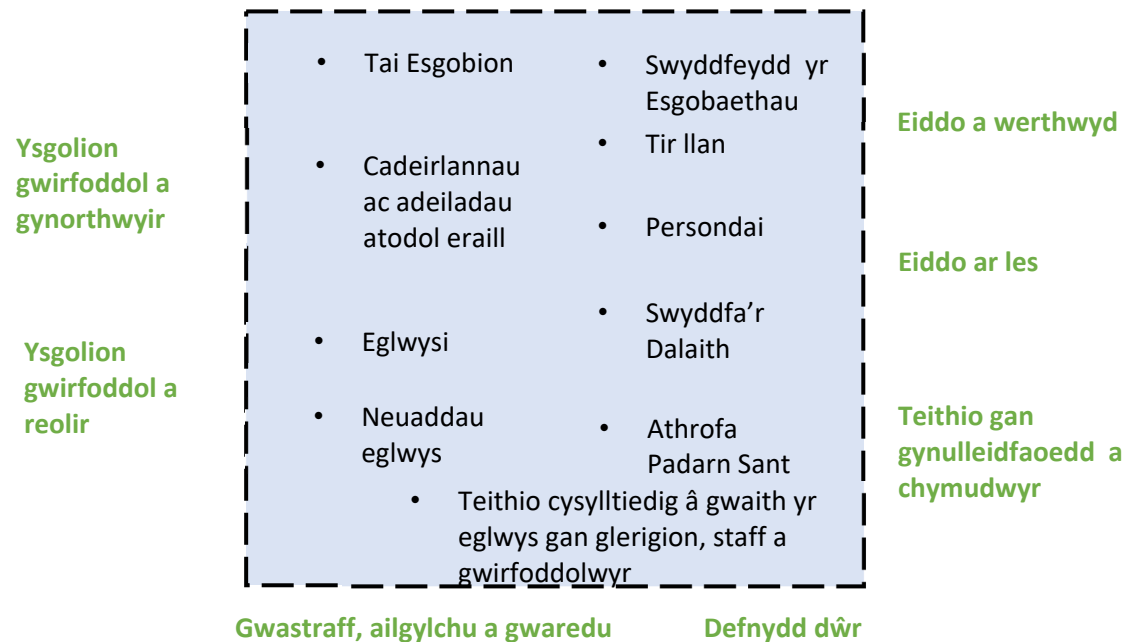 Ysgolion
gwirfoddol a
gynorthwyir
Ysgolion
gwirfoddol a
reolir
• Tai Esgobion
• Cadeirlannau
ac adeiladau
atodol eraill
• Eglwysi
• Neuaddau
eglwys
• Swyddfeydd yr
Esgobaethau
• Tir llan
• Persondai
• Swyddfa’r
Dalaith
• Athrofa
Padarn Sant
• Teithio cysylltiedig â gwaith yr
eglwys gan glerigion, staff a
gwirfoddolwyr
Eiddo a werthwyd
Eiddo ar les
Teithio gan
gynulleidfaoedd a
chymudwyr
Gwastraff, ailgylchu a gwaredu
Defnydd dŵr